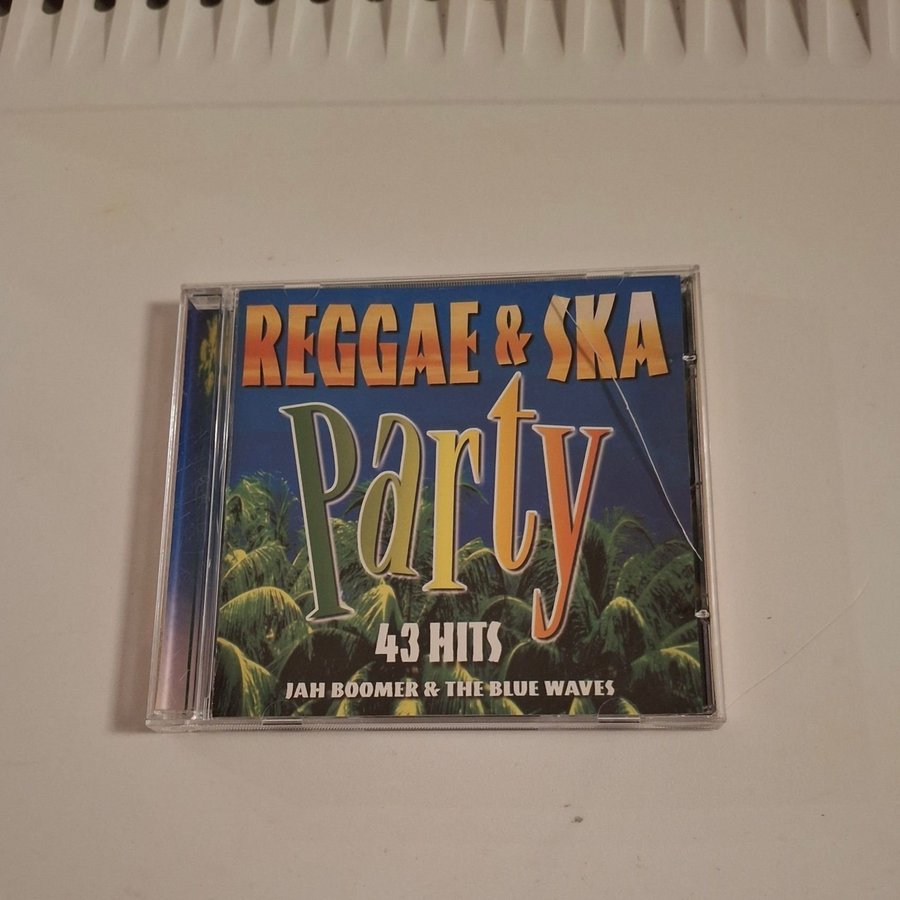 REGGAE & SKA
Party
43 HITS
JAH BOOMER & THE BLUE WAVES